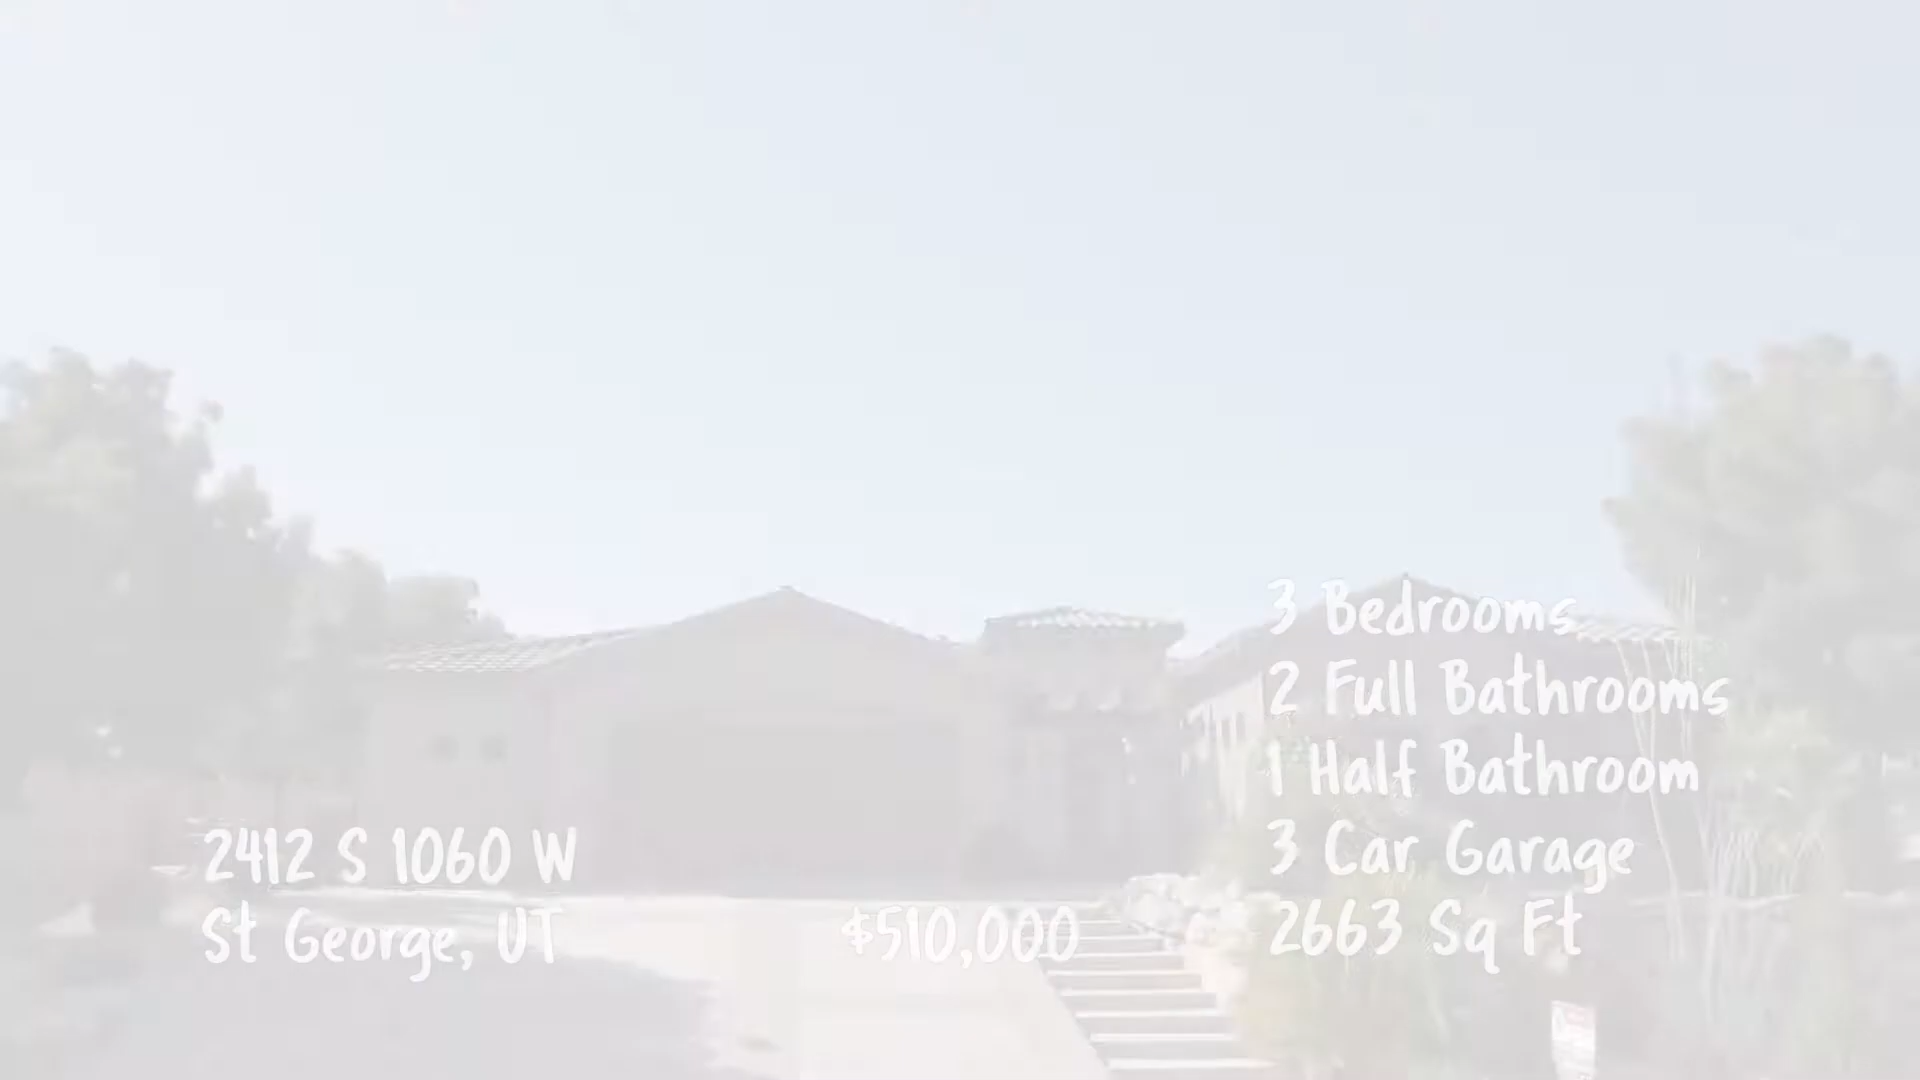 2412 S 1060 W
St George, UT
$510,000
3 Bedrooms
2 Full Bathrooms
1 Half Bathroom
3 Car Garage
2663 Sq Ft